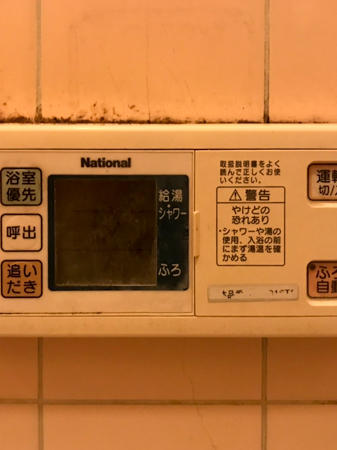 National
浴室
優先
呼出
追い
だき
給湯
シャワー
ふろ
取扱説明書をよく
読んで正しくお使
いください。
警告
やけどの
恐れあり
・シャワーや湯の
使用、入浴の前
にまず湯温を確
かめる
運転
切/
ふろ
自動